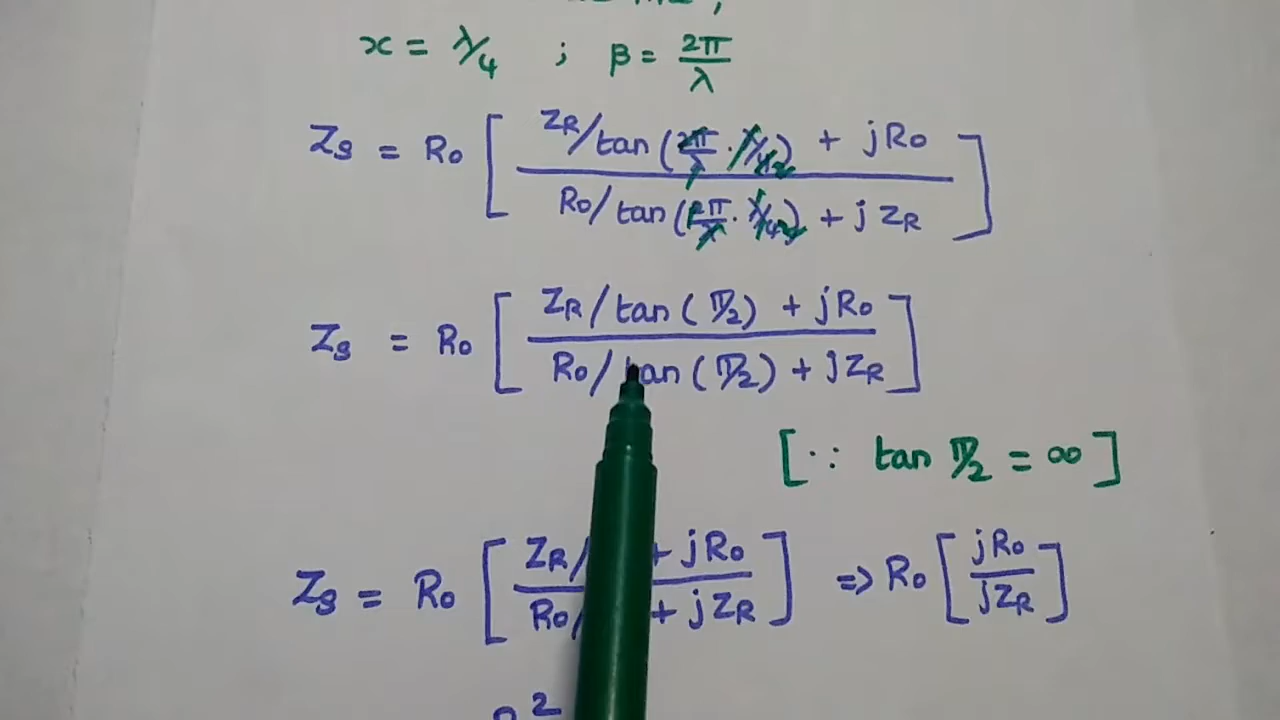 x = λ/4 ; β = 2π/λ
Zs = R0 [ ZR/tan(2π/λ · λ/4) + jR0 / R0/tan(2π/λ · λ/4) + jZR ]
Zs = R0 [ ZR/tan(π/2) + jR0 / R0/tan(π/2) + jZR ]
[∵ tan π/2 = ∞]
Zs = R0 [ ZR/ + jR0 / R0/ + jZR ] ⇒ R0 [ jR0 / jZR ]